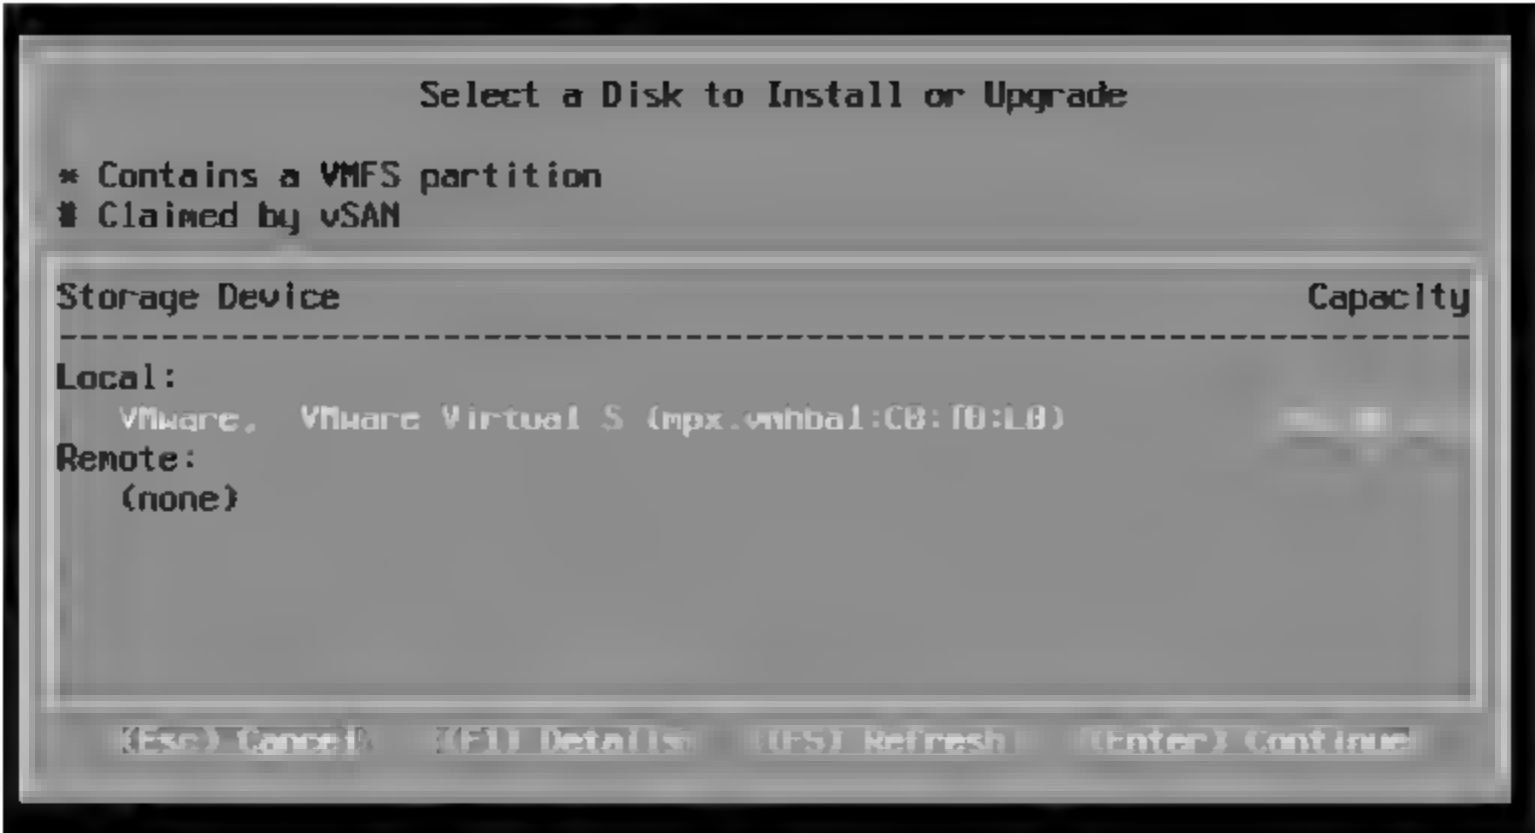 Select a Disk to Install or Upgrade
* Contains a VMFS partition
# Claimed by vSAN
Storage Device Capacity
--------------------------------------------------------------------------------
Local:
VMware, VMware Virtual S (mpx.vmhba1:C0:T0:L0)
Remote:
(none)
(Esc) Cancel (F1) Details (F5) Refresh (Enter) Continue